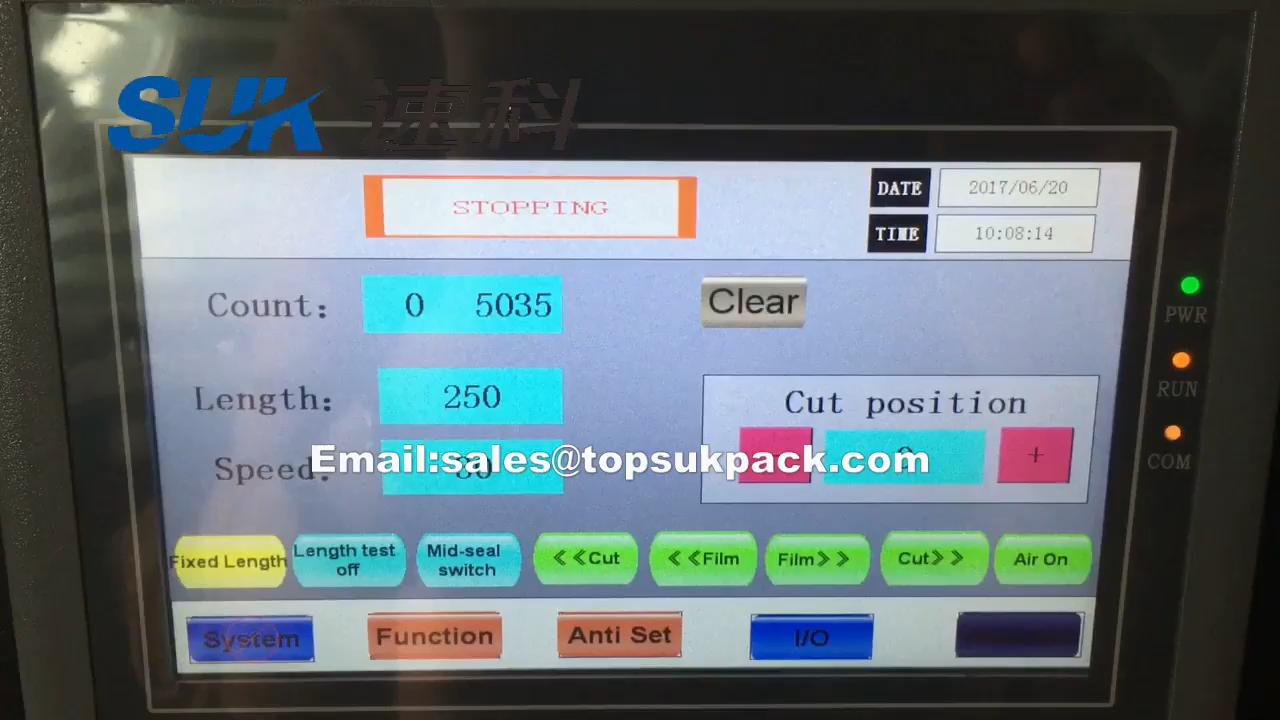 SUK 速科
STOPPING
DATE 2017/06/20
TIME 10:08:14
Count: 0 5035
Clear
Length: 250
Cut position
Speed:
+
Email:sales@topsukpack.com
PWR
RUN
COM
Fixed Length
Length test
off
Mid-seal
switch
<<Cut
<<Film
Film>>
Cut>>
Air On
System
Function
Anti Set
I/O